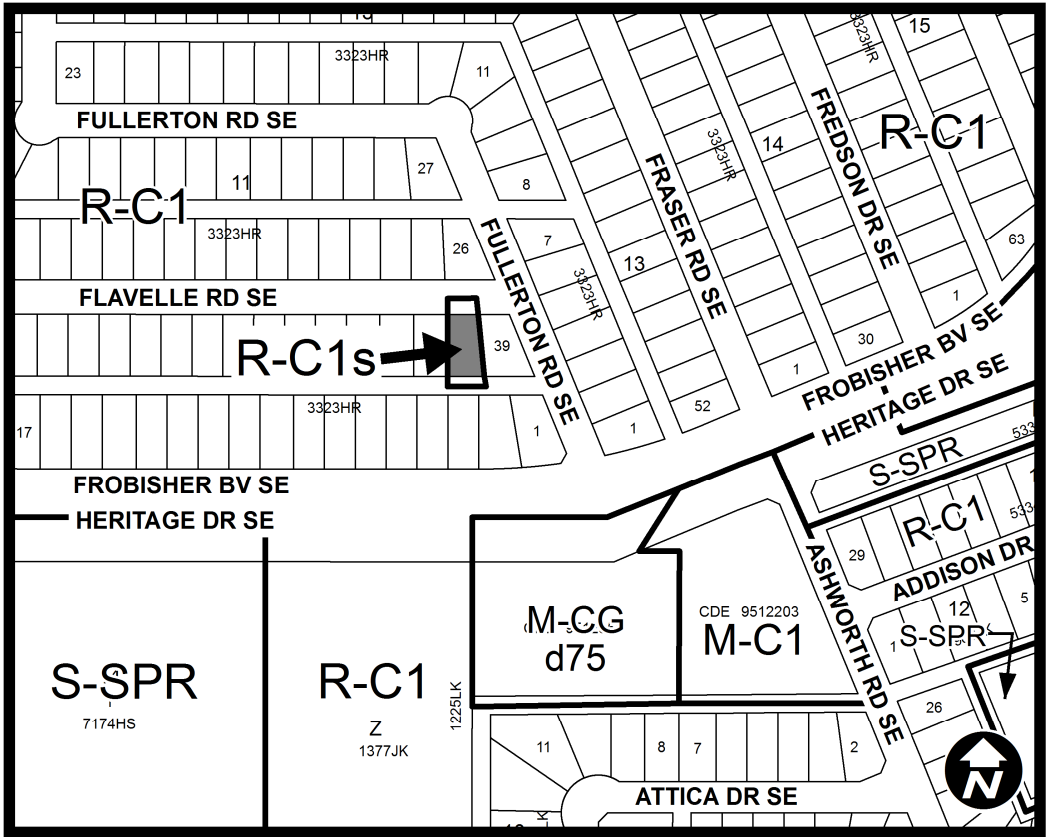 3323HR
15
3323HR
23
11
FULLERTON RD SE
R-C1
14
3323HR
FREDSON DR SE
27
11
8
R-C1
FRASER RD SE
3323HR
26
FULLERTON RD SE
7
63
13
3323HR
FLAVELLE RD SE
1
R-C1s
39
30
1
FROBISHER BV SE
HERITAGE DR SE
3323HR
52
17
1
1
S-SPR
533
FROBISHER BV SE
HERITAGE DR SE
R-C1
534
29
ASHWORTH RD SE
ADDISON DR
M-CG
d75
CDE 9512203
M-C1
12
5
1
S-SPR
S-SPR
7174HS
R-C1
Z
1377JK
1225LK
26
11
8
7
2
ATTICA DR SE
N